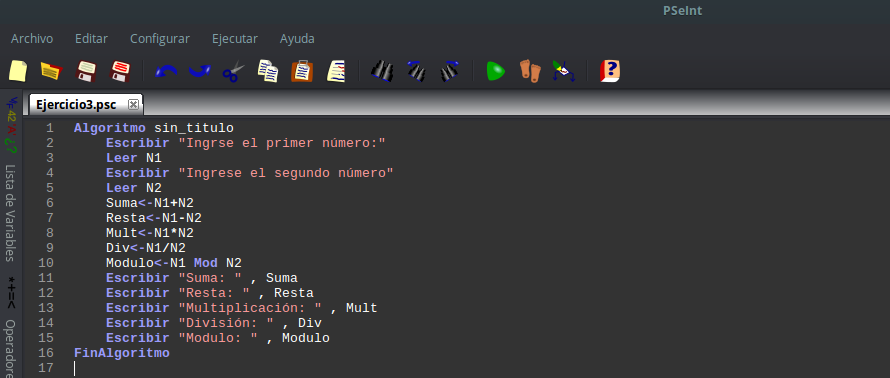 PSeInt
Archivo Editar Configurar Ejecutar Ayuda
Ejercicio3.psc
1 Algoritmo sin_titulo
2 Escribir "Ingrse el primer número:"
3 Leer N1
4 Escribir "Ingrese el segundo número"
5 Leer N2
6 Suma<-N1+N2
7 Resta<-N1-N2
8 Mult<-N1*N2
9 Div<-N1/N2
10 Modulo<-N1 Mod N2
11 Escribir "Suma: " , Suma
12 Escribir "Resta: " , Resta
13 Escribir "Multiplicación: " , Mult
14 Escribir "División: " , Div
15 Escribir "Modulo: " , Modulo
16 FinAlgoritmo
17
Lista de Variables
*+=<